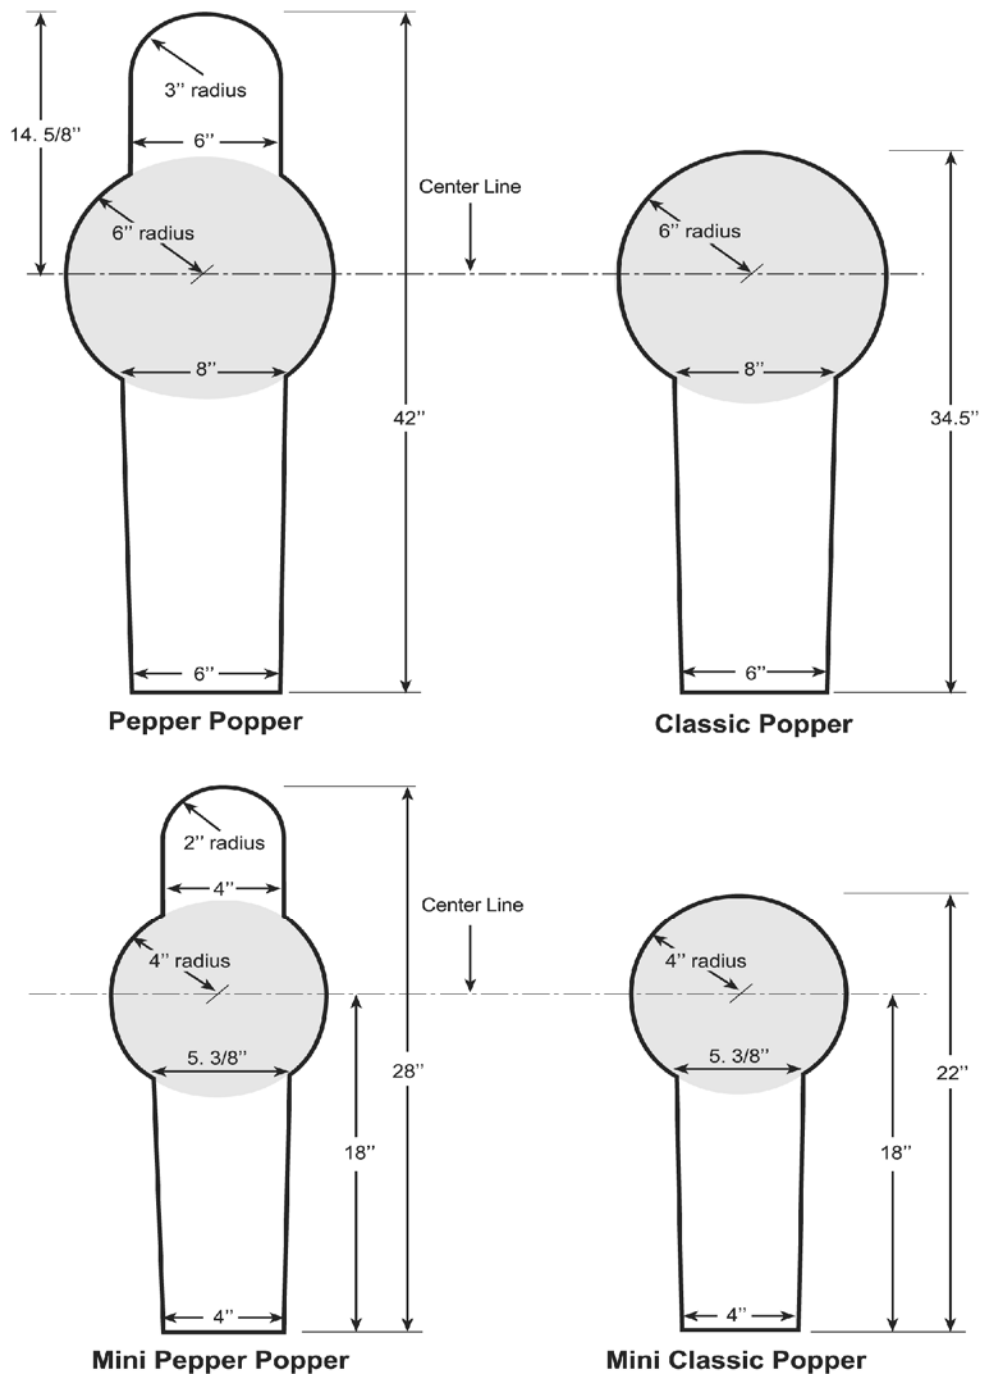 3’’ radius
14. 5/8’’
6’’
Center Line
6’’ radius
6’’ radius
8’’
8’’
42’’
34.5’’
6’’
6’’
Pepper Popper
Classic Popper
2’’ radius
4’’
Center Line
4’’ radius
4’’ radius
5. 3/8’’
5. 3/8’’
28’’
22’’
18’’
18’’
4’’
4’’
Mini Pepper Popper
Mini Classic Popper